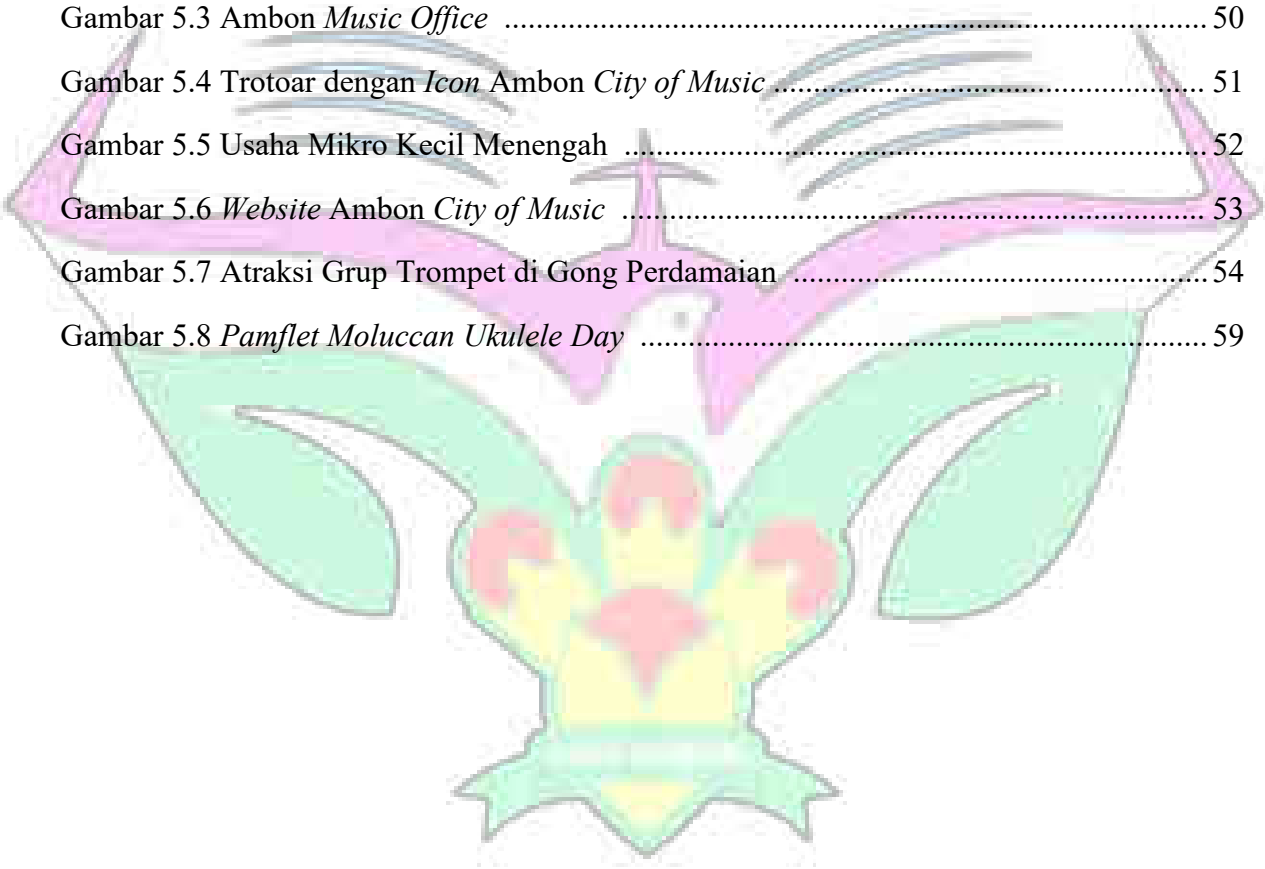 Gambar 5.3 Ambon Music Office ........................................................................................ 50
Gambar 5.4 Trotoar dengan Icon Ambon City of Music ...................................................... 51
Gambar 5.5 Usaha Mikro Kecil Menengah ......................................................................... 52
Gambar 5.6 Website Ambon City of Music ......................................................................... 53
Gambar 5.7 Atraksi Grup Trompet di Gong Perdamaian .................................................... 54
Gambar 5.8 Pamflet Moluccan Ukulele Day ....................................................................... 59